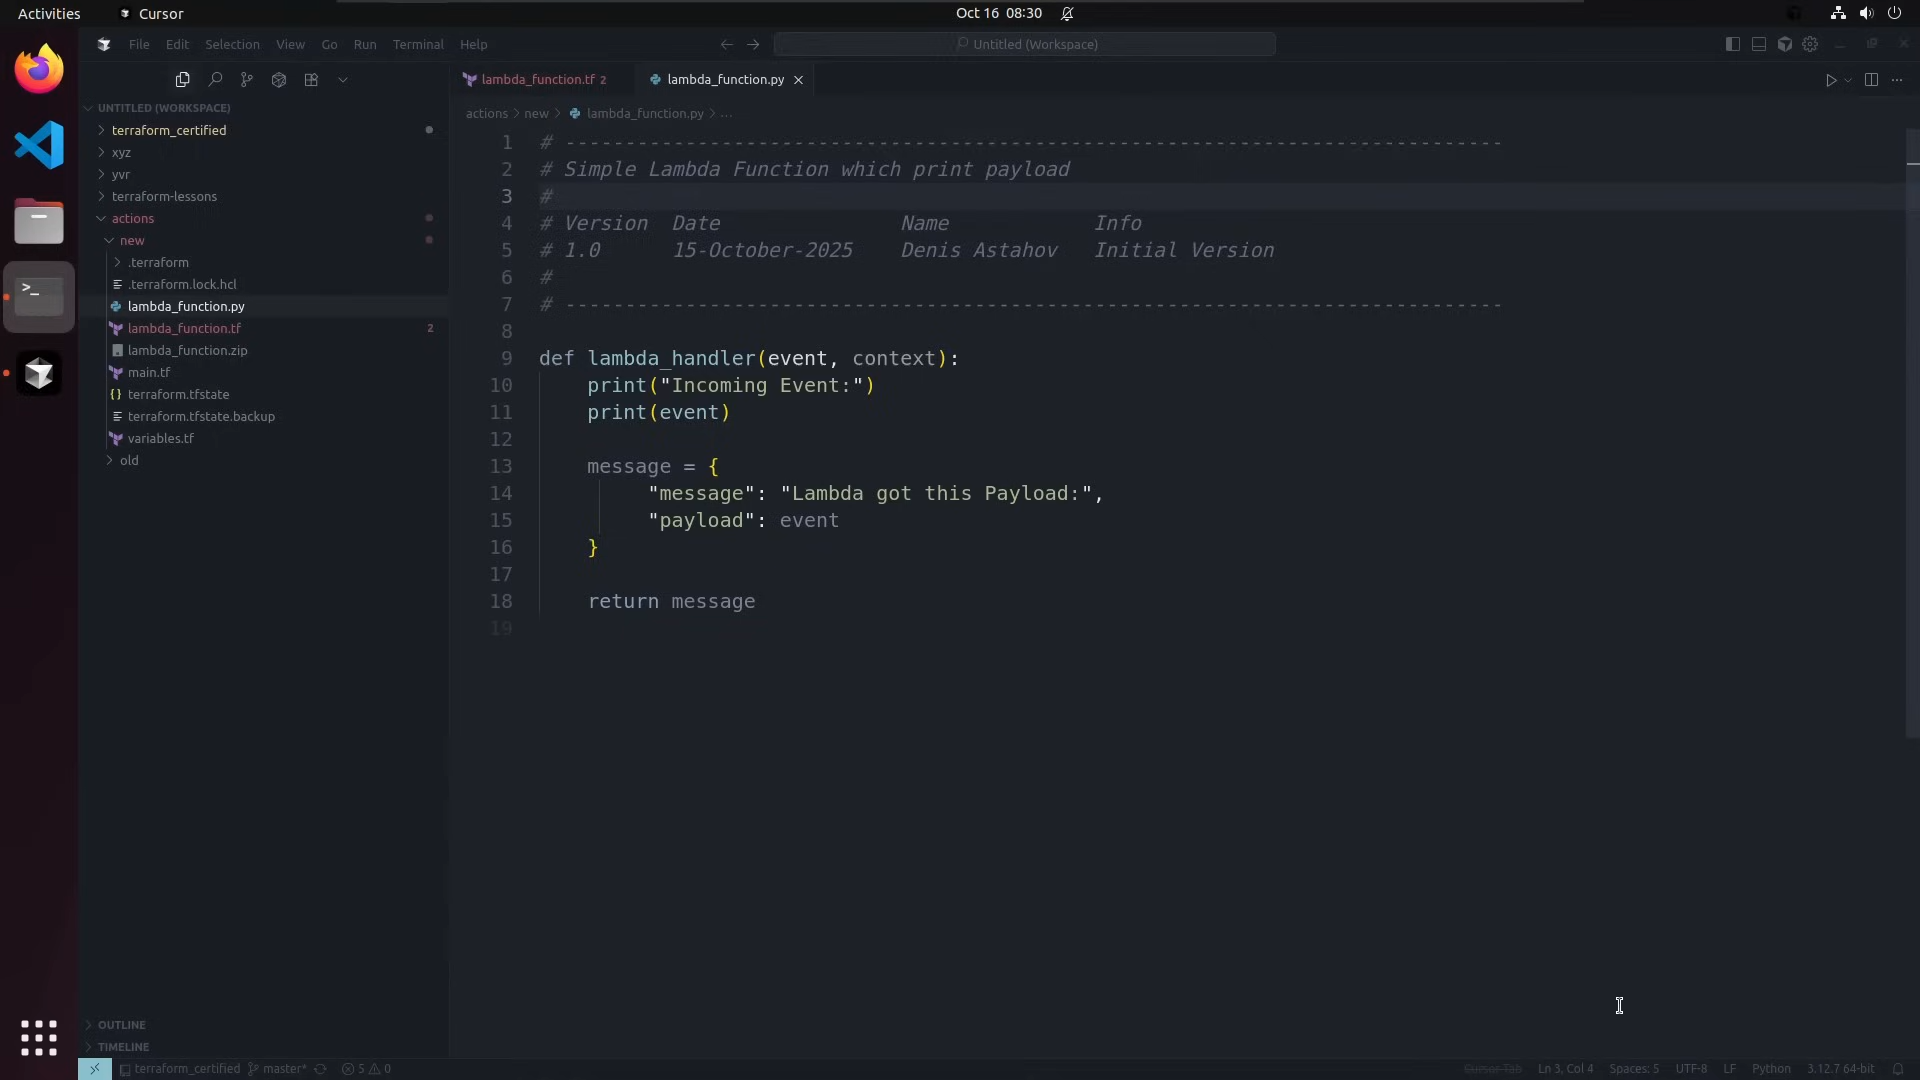 Activities Cursor Oct 16 08:30
File Edit Selection View Go Run Terminal Help Untitled (Workspace)
lambda_function.tf 2 lambda_function.py
UNTITLED (WORKSPACE)
actions > new > lambda_function.py > ...
terraform_certified
xyz
yvr
terraform-lessons
actions
new
.terraform
.terraform.lock.hcl
lambda_function.py
lambda_function.tf 2
lambda_function.zip
main.tf
terraform.tfstate
terraform.tfstate.backup
variables.tf
old
OUTLINE
TIMELINE
1 # ------------------------------------------------------------------------------
2 # Simple Lambda Function which print payload
3 #
4 # Version Date Name Info
5 # 1.0 15-October-2025 Denis Astahov Initial Version
6 #
7 # ------------------------------------------------------------------------------
8
9 def lambda_handler(event, context):
10 print("Incoming Event:")
11 print(event)
12
13 message = {
14 "message": "Lambda got this Payload:",
15 "payload": event
16 }
17
18 return message
19
terraform_certified master* 5 0 Cursor Tab Ln 3, Col 4 Spaces: 5 UTF-8 LF Python 3.12.7 64-bit